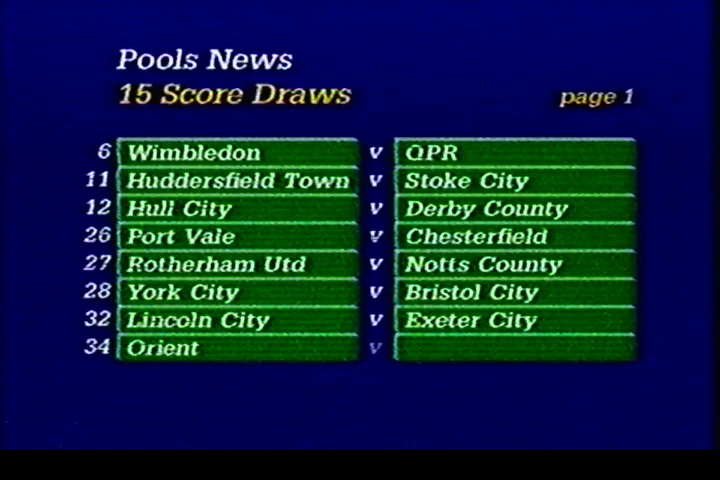 Pools News
15 Score Draws page 1
6 Wimbledon v QPR
11 Huddersfield Town v Stoke City
12 Hull City v Derby County
26 Port Vale v Chesterfield
27 Rotherham Utd v Notts County
28 York City v Bristol City
32 Lincoln City v Exeter City
34 Orient v